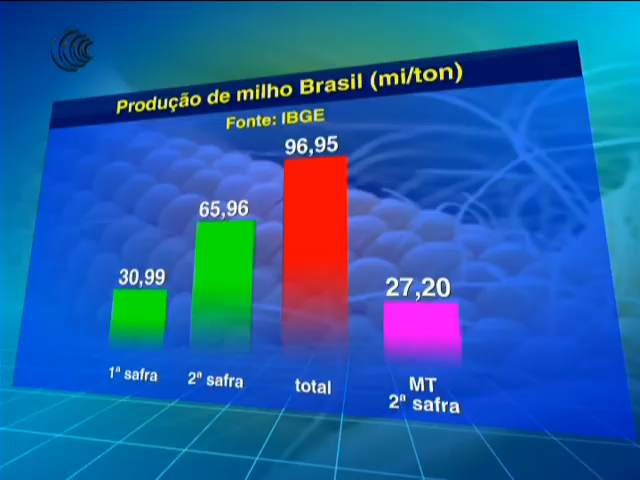 Produção de milho Brasil (mi/ton)
Fonte: IBGE
96,95
65,96
30,99
27,20
1ª safra
2ª safra
total
MT
2ª safra